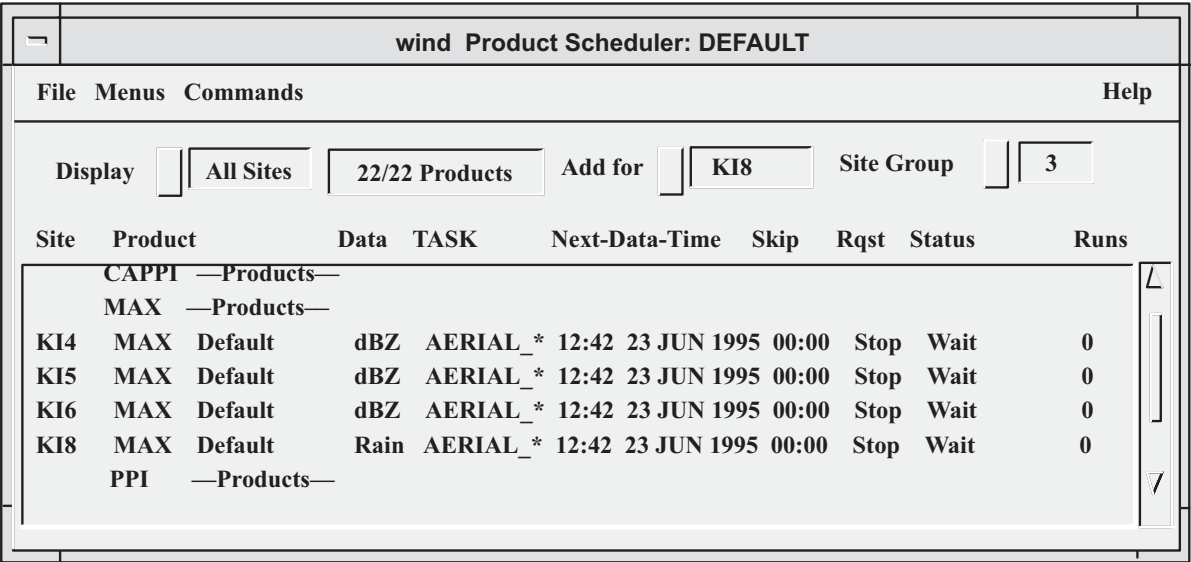 wind Product Scheduler: DEFAULT
File Menus Commands Help
Display All Sites 22/22 Products Add for KI8 Site Group 3
Site Product Data TASK Next-Data-Time Skip Rqst Status Runs
CAPPI —Products—
MAX —Products—
KI4 MAX Default dBZ AERIAL_* 12:42 23 JUN 1995 00:00 Stop Wait 0
KI5 MAX Default dBZ AERIAL_* 12:42 23 JUN 1995 00:00 Stop Wait 0
KI6 MAX Default dBZ AERIAL_* 12:42 23 JUN 1995 00:00 Stop Wait 0
KI8 MAX Default Rain AERIAL_* 12:42 23 JUN 1995 00:00 Stop Wait 0
PPI —Products—